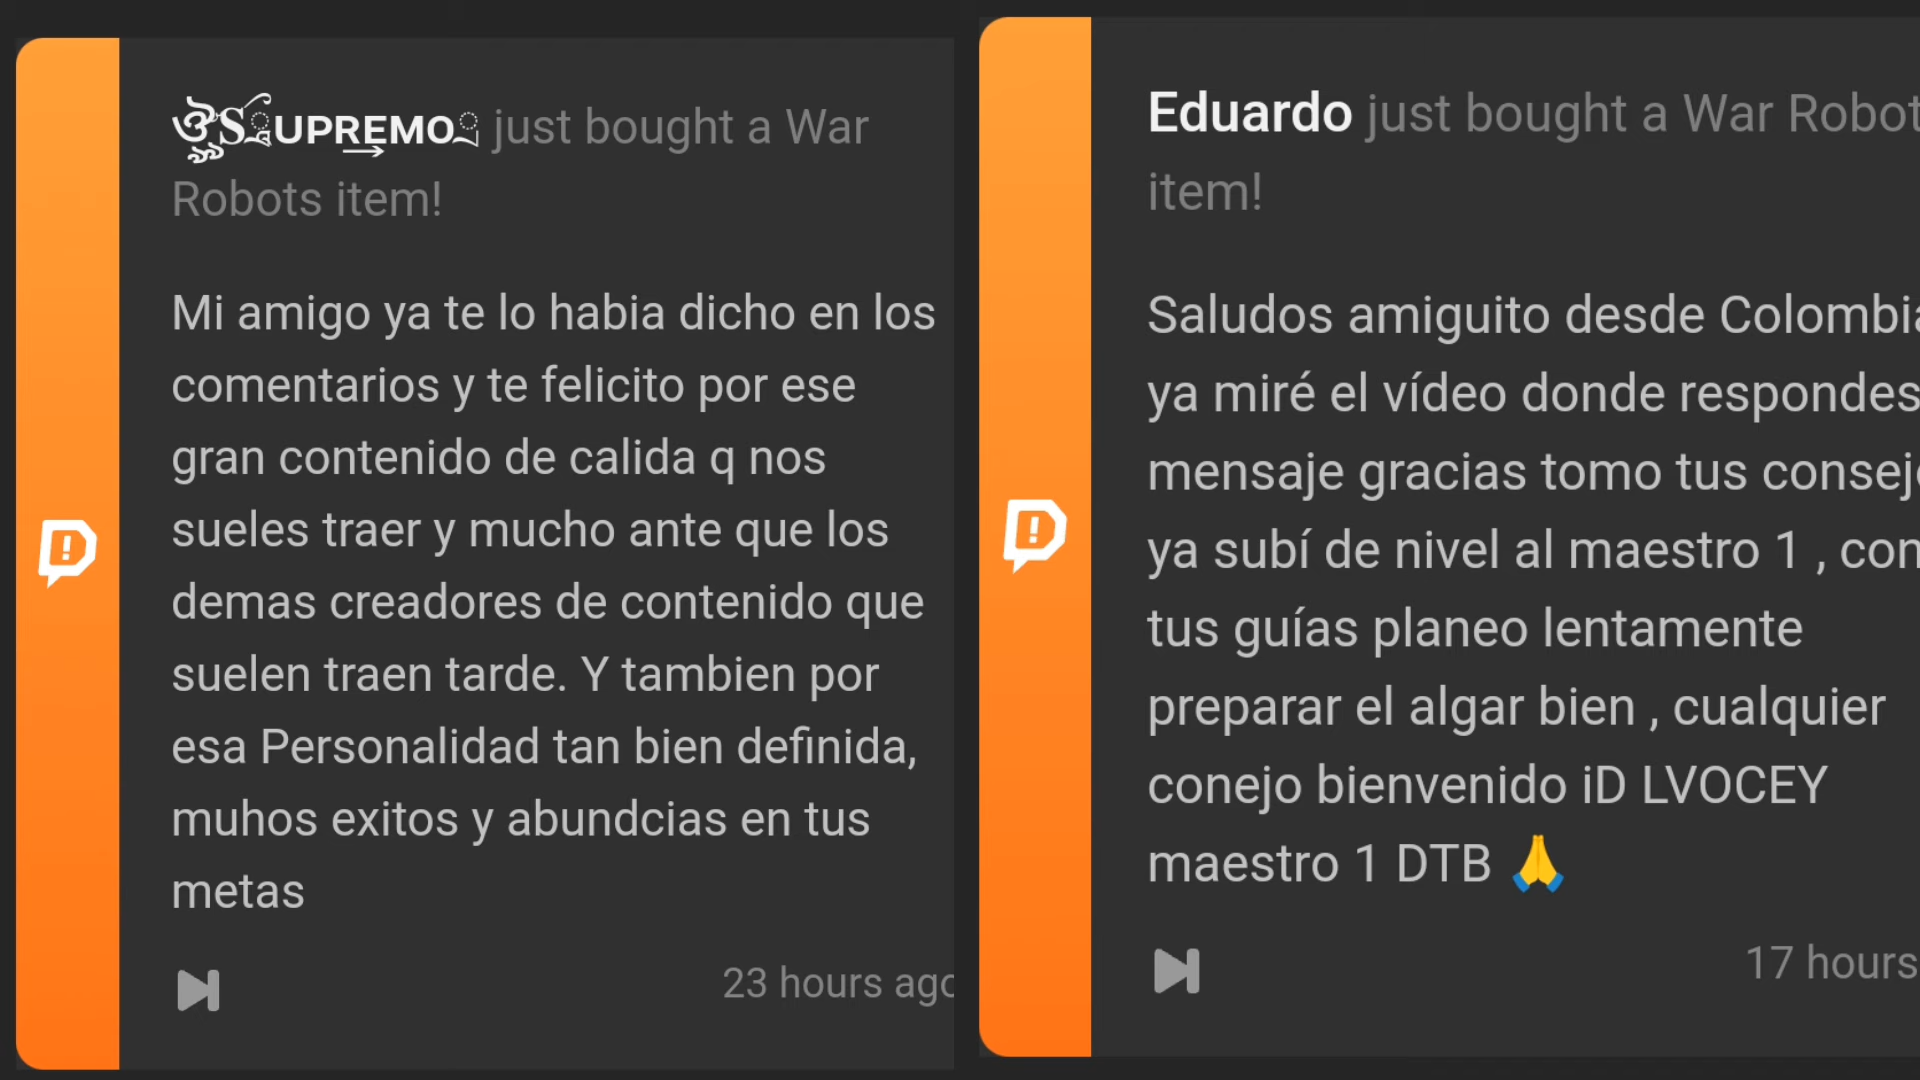 SUPREMO just bought a War
Robots item!
Mi amigo ya te lo habia dicho en los
comentarios y te felicito por ese
gran contenido de calida q nos
sueles traer y mucho ante que los
demas creadores de contenido que
suelen traen tarde. Y tambien por
esa Personalidad tan bien definida,
muhos exitos y abundcias en tus
metas
23 hours ago
Eduardo just bought a War Robot
item!
Saludos amiguito desde Colombia
ya miré el vídeo donde respondes
mensaje gracias tomo tus consejo
ya subí de nivel al maestro 1 , con
tus guías planeo lentamente
preparar el algar bien , cualquier
conejo bienvenido iD LVOCEY
maestro 1 DTB 🙏
17 hours